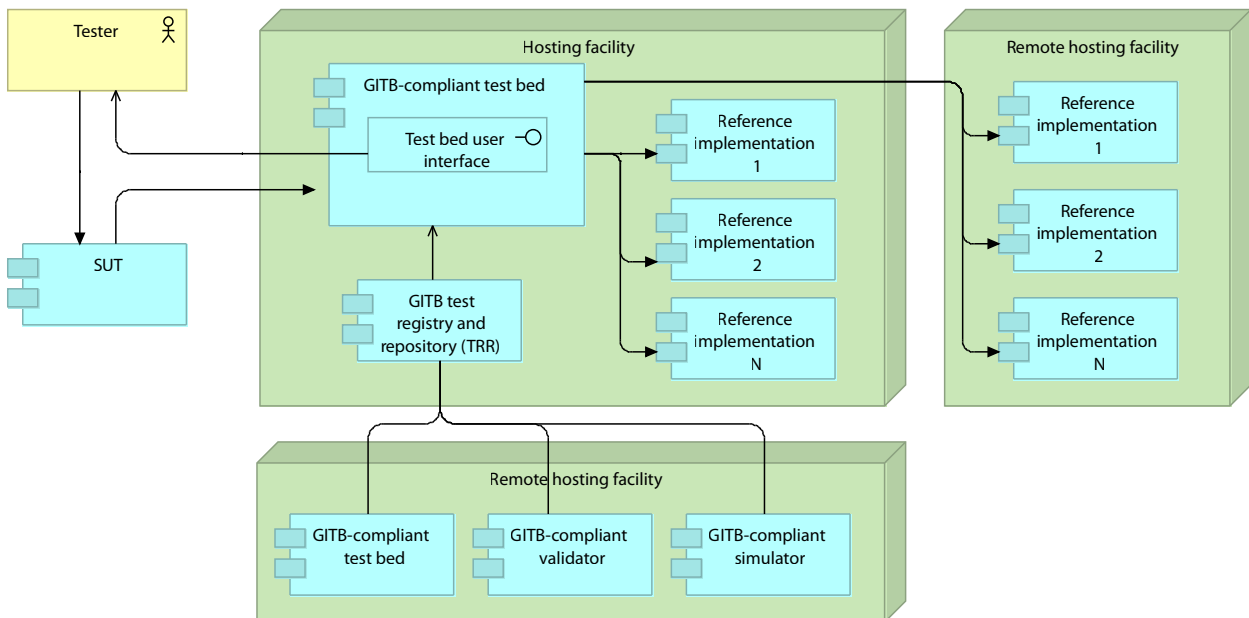 Tester
SUT
Hosting facility
GITB-compliant test bed
Test bed user
interface
GITB test
registry and
repository (TRR)
Reference
implementation
1
Reference
implementation
2
Reference
implementation
N
Remote hosting facility
Reference
implementation
1
Reference
implementation
2
Reference
implementation
N
Remote hosting facility
GITB-compliant
test bed
GITB-compliant
validator
GITB-compliant
simulator